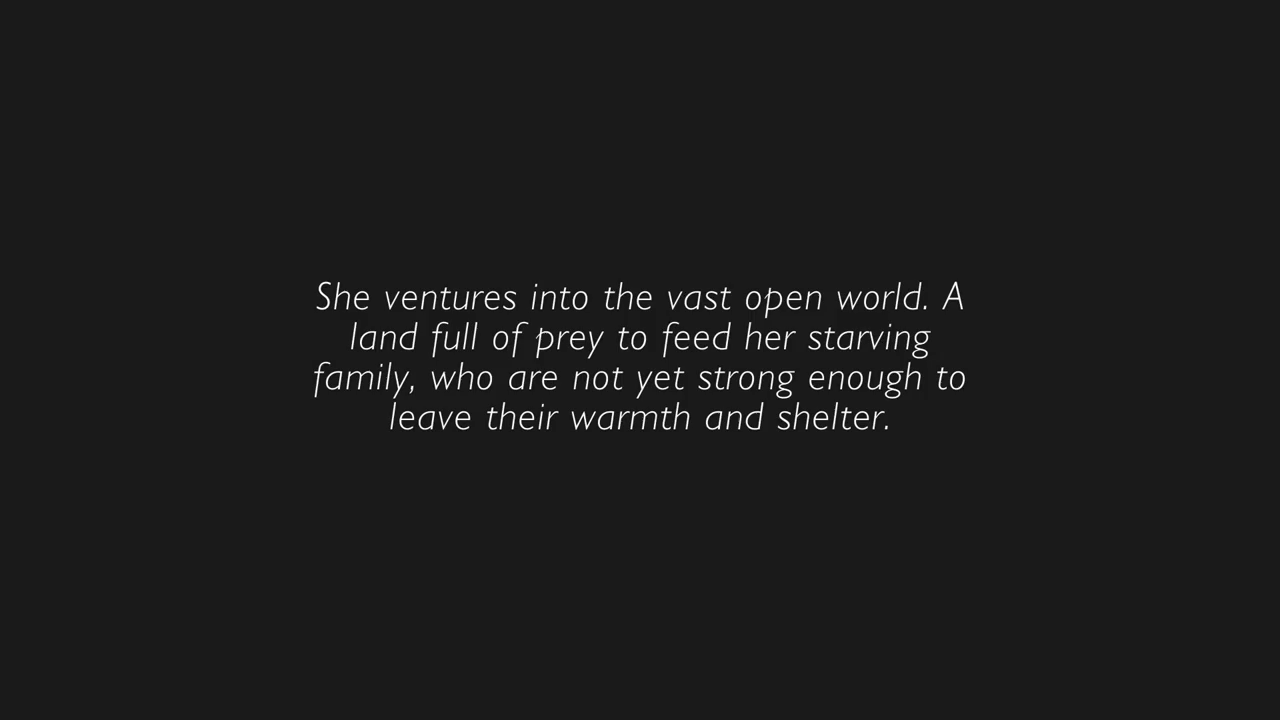 She ventures into the vast open world. A
land full of prey to feed her starving
family, who are not yet strong enough to
leave their warmth and shelter.